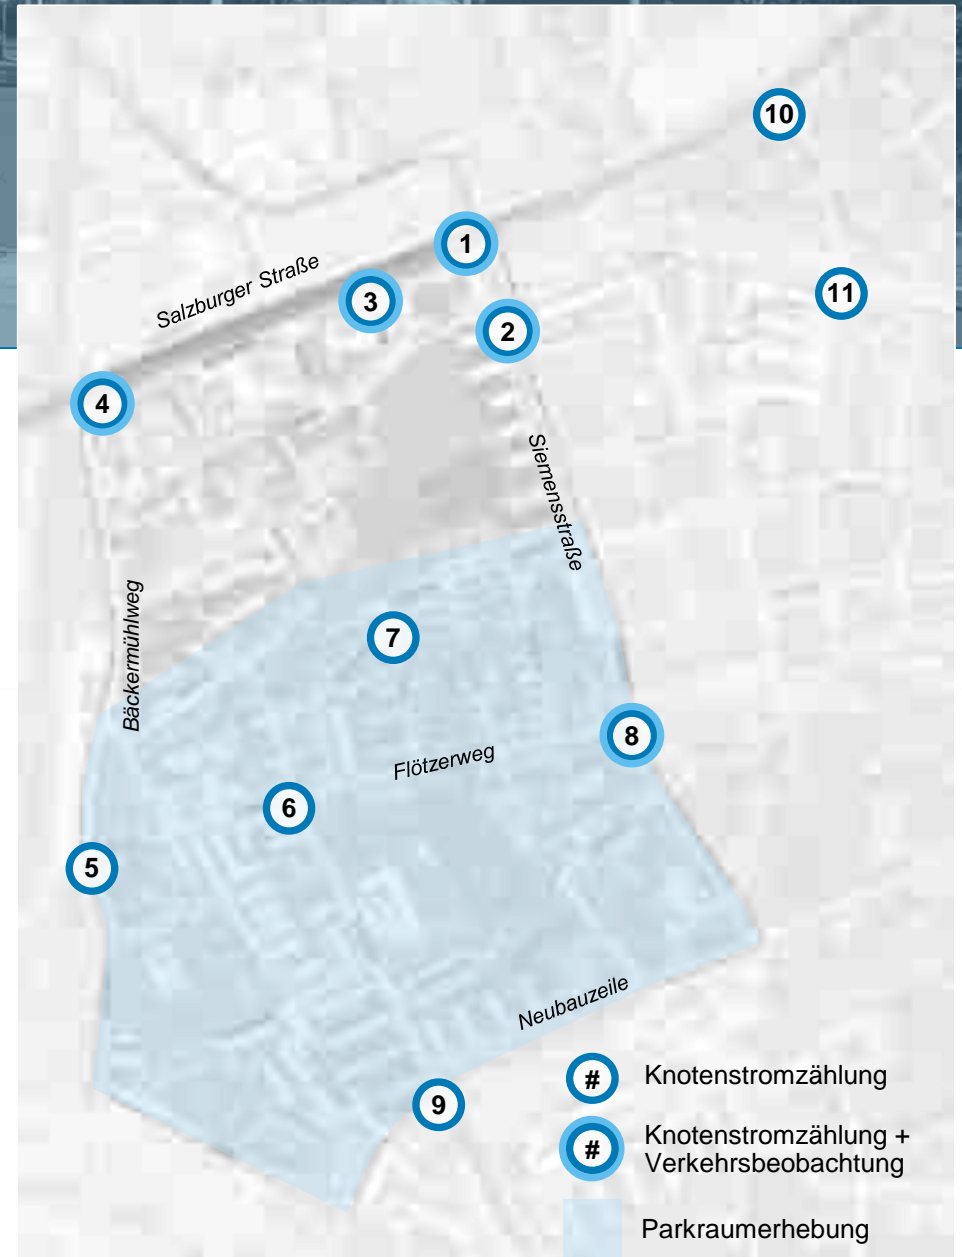 10
1
Salzburger Straße
3
11
2
4
Siemensstraße
Bäckermühlweg
7
8
Flötzerweg
6
5
Neubauzeile
9
# Knotenstromzählung
# Knotenstromzählung +
Verkehrsbeobachtung
Parkraumerhebung